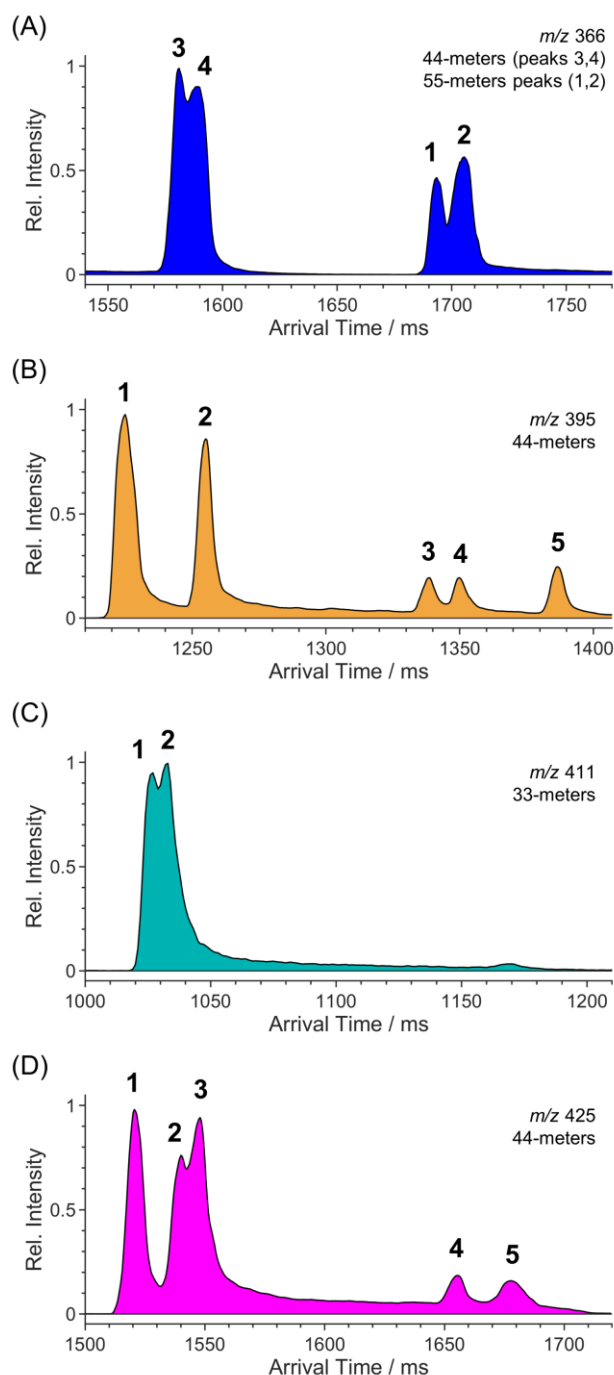 (A)
m/z 366
44-meters (peaks 3,4)
55-meters peaks (1,2)
3
4
1
2
Rel. Intensity
1
0.5
0
1550 1600 1650 1700 1750
Arrival Time / ms
(B)
m/z 395
44-meters
1
2
3
4
5
Rel. Intensity
1
0.5
0
1250 1300 1350 1400
Arrival Time / ms
(C)
m/z 411
33-meters
1
2
Rel. Intensity
1
0.5
0
1000 1050 1100 1150 1200
Arrival Time / ms
(D)
m/z 425
44-meters
1
2
3
4
5
Rel. Intensity
1
0.5
0
1500 1550 1600 1650 1700
Arrival Time / ms